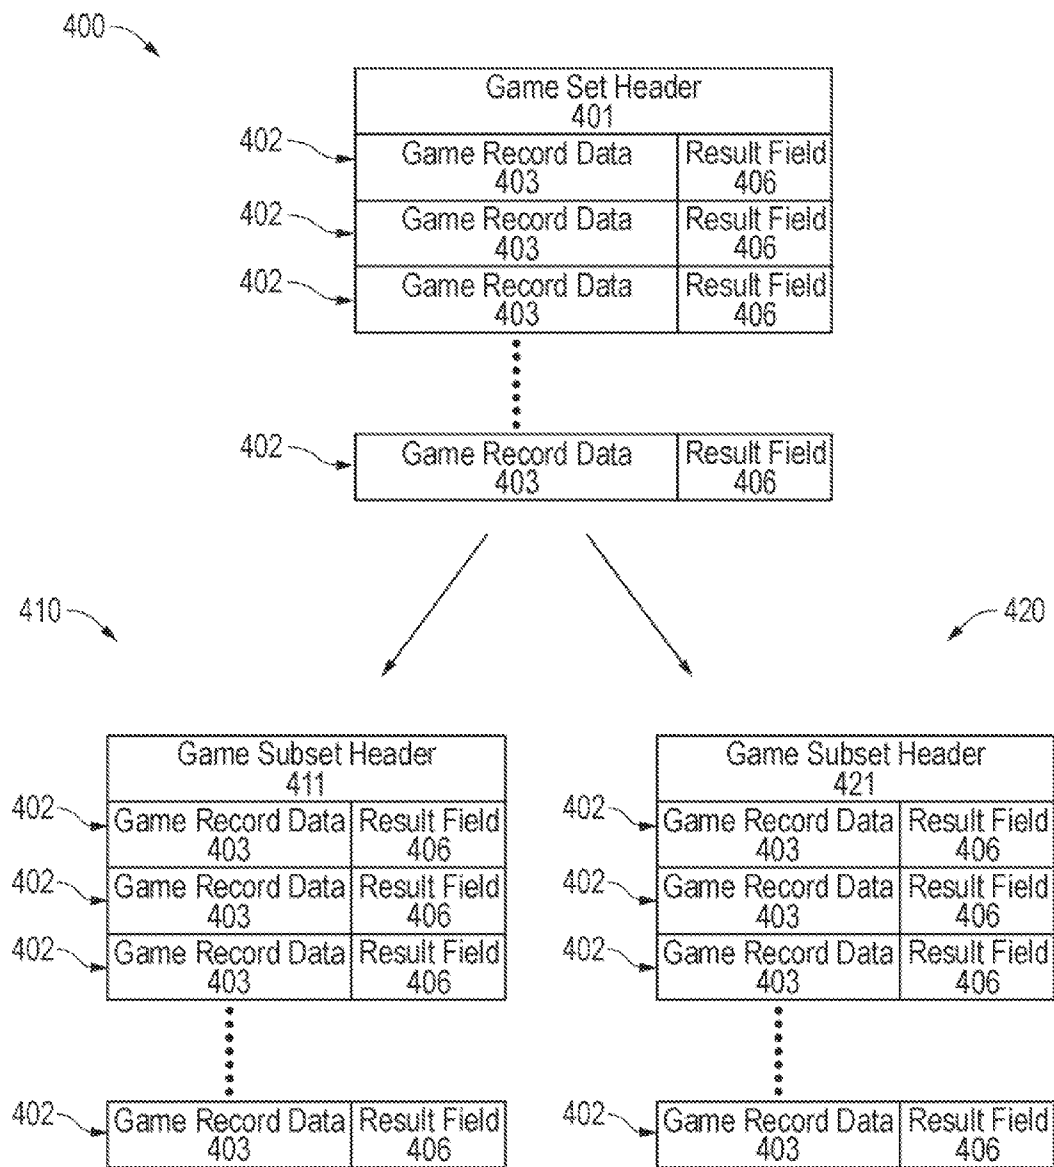 400
Game Set Header
401
402 Game Record Data Result Field
403 406
402 Game Record Data Result Field
403 406
402 Game Record Data Result Field
403 406
402 Game Record Data Result Field
403 406
410 420
Game Subset Header Game Subset Header
411 421
402 Game Record Data Result Field 402 Game Record Data Result Field
403 406 403 406
402 Game Record Data Result Field 402 Game Record Data Result Field
403 406 403 406
402 Game Record Data Result Field 402 Game Record Data Result Field
403 406 403 406
402 Game Record Data Result Field 402 Game Record Data Result Field
403 406 403 406